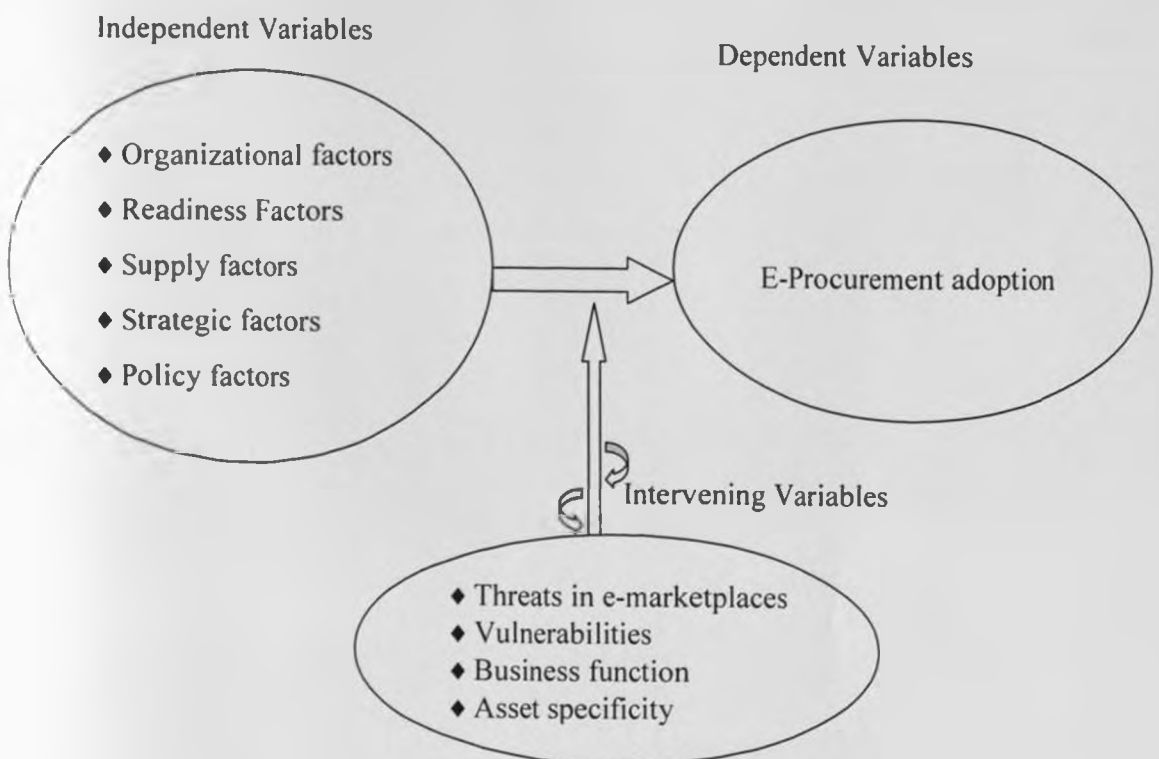 Independent Variables
Dependent Variables
♦ Organizational factors
♦ Readiness Factors
♦ Supply factors
♦ Strategic factors
♦ Policy factors
E-Procurement adoption
Intervening Variables
♦ Threats in e-marketplaces
♦ Vulnerabilities
♦ Business function
♦ Asset specificity